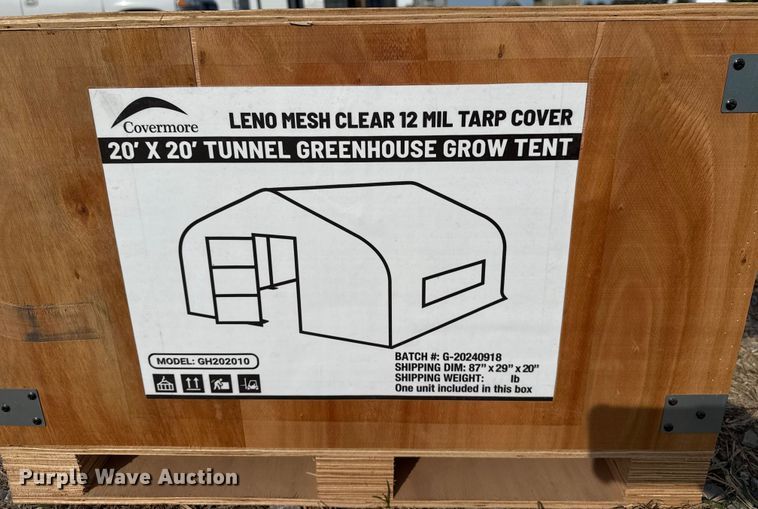 Covermore
LENO MESH CLEAR 12 MIL TARP COVER
20' X 20' TUNNEL GREENHOUSE GROW TENT
MODEL: GH202010
BATCH #: G-20240918
SHIPPING DIM: 87" x 29" x 20"
SHIPPING WEIGHT: lb
One unit included in this box
Purple Wave Auction